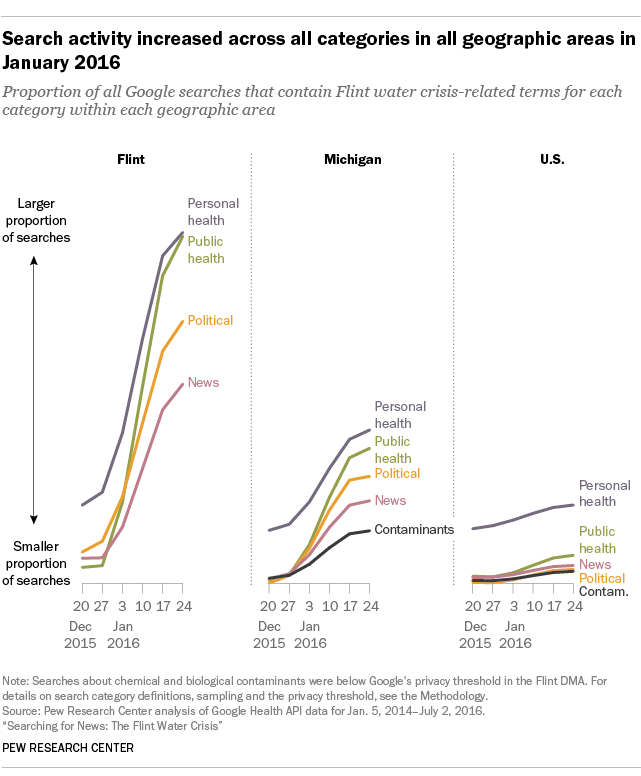 Search activity increased across all categories in all geographic areas in
January 2016
Proportion of all Google searches that contain Flint water crisis-related terms for each
category within each geographic area
Flint
Michigan
U.S.
Larger
proportion
of searches
Smaller
proportion
of searches
Personal
health
Public
health
Political
News
Personal
health
Public
health
Political
News
Contaminants
Personal
health
Public
health
News
Political
Contam.
20 27 3 10 17 24
Dec Jan
2015 2016
20 27 3 10 17 24
Dec Jan
2015 2016
20 27 3 10 17 24
Dec Jan
2015 2016
Note: Searches about chemical and biological contaminants were below Google's privacy threshold in the Flint DMA. For
details on search category definitions, sampling and the privacy threshold, see the Methodology.
Source: Pew Research Center analysis of Google Health API data for Jan. 5, 2014–July 2, 2016.
“Searching for News: The Flint Water Crisis”
PEW RESEARCH CENTER